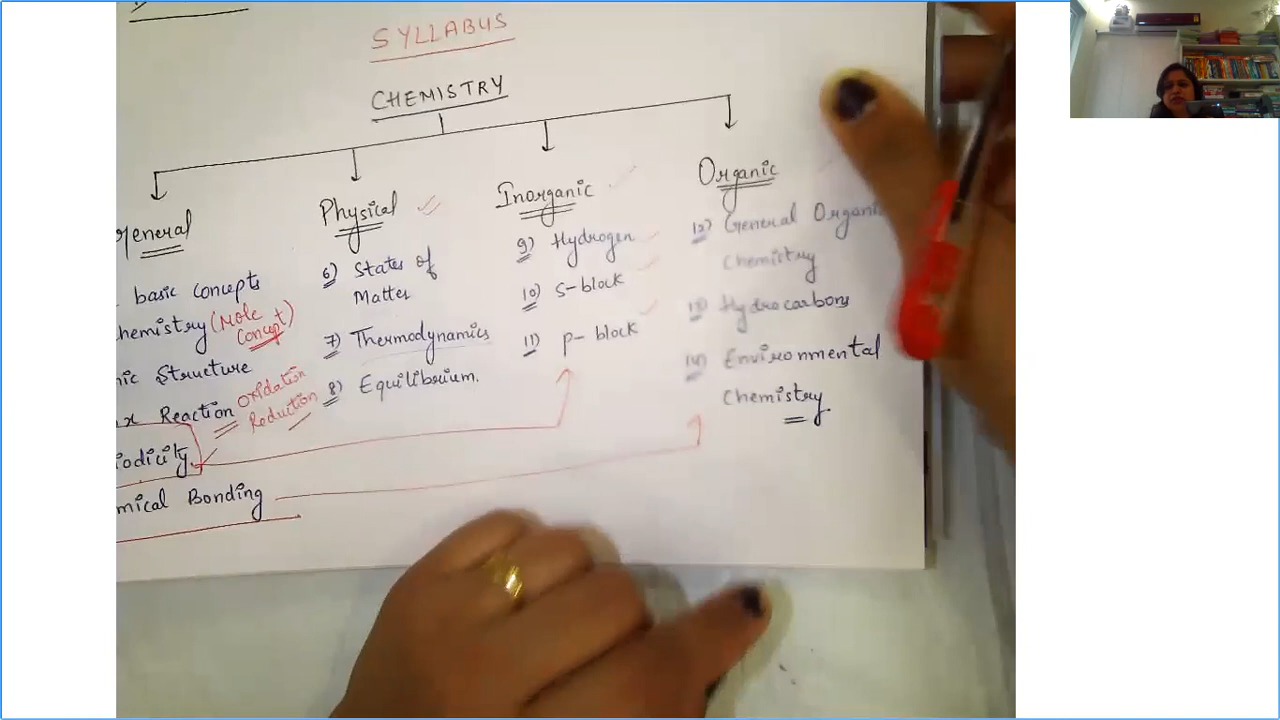 SYLLABUS
CHEMISTRY
General
basic concepts
chemistry (Mole
Concept)
nic Structure
x Reaction Oxidation
Reduction
iodicity
mical Bonding
Physical
6) States of
Matter
7) Thermodynamics
8) Equilibrium.
Inorganic
9) Hydrogen
10) S-block
11) p-block
Organic
12) General Organic
Chemistry
13) Hydrocarbons
14) Environmental
Chemistry